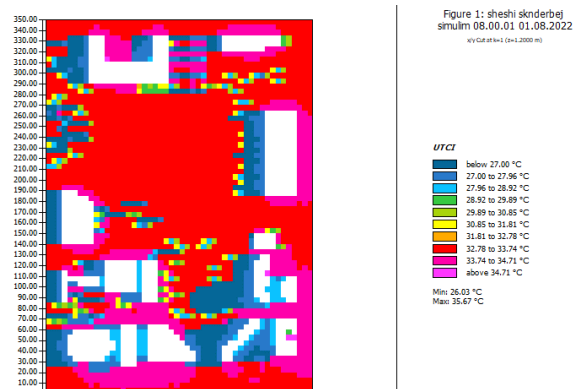 350.00
340.00
330.00
320.00
310.00
300.00
290.00
280.00
270.00
260.00
250.00
240.00
230.00
220.00
210.00
200.00
190.00
180.00
170.00
160.00
150.00
140.00
130.00
120.00
110.00
100.00
90.00
80.00
70.00
60.00
50.00
40.00
30.00
20.00
10.00
Figure 1: sheshi sknderbej
simulim 08.00.01 01.08.2022
x/y Cut at k=1 (z=1.2000 m)
UTCI
below 27.00 °C
27.00 to 27.96 °C
27.96 to 28.92 °C
28.92 to 29.89 °C
29.89 to 30.85 °C
30.85 to 31.81 °C
31.81 to 32.78 °C
32.78 to 33.74 °C
33.74 to 34.71 °C
above 34.71 °C
Min: 26.03 °C
Max: 35.67 °C